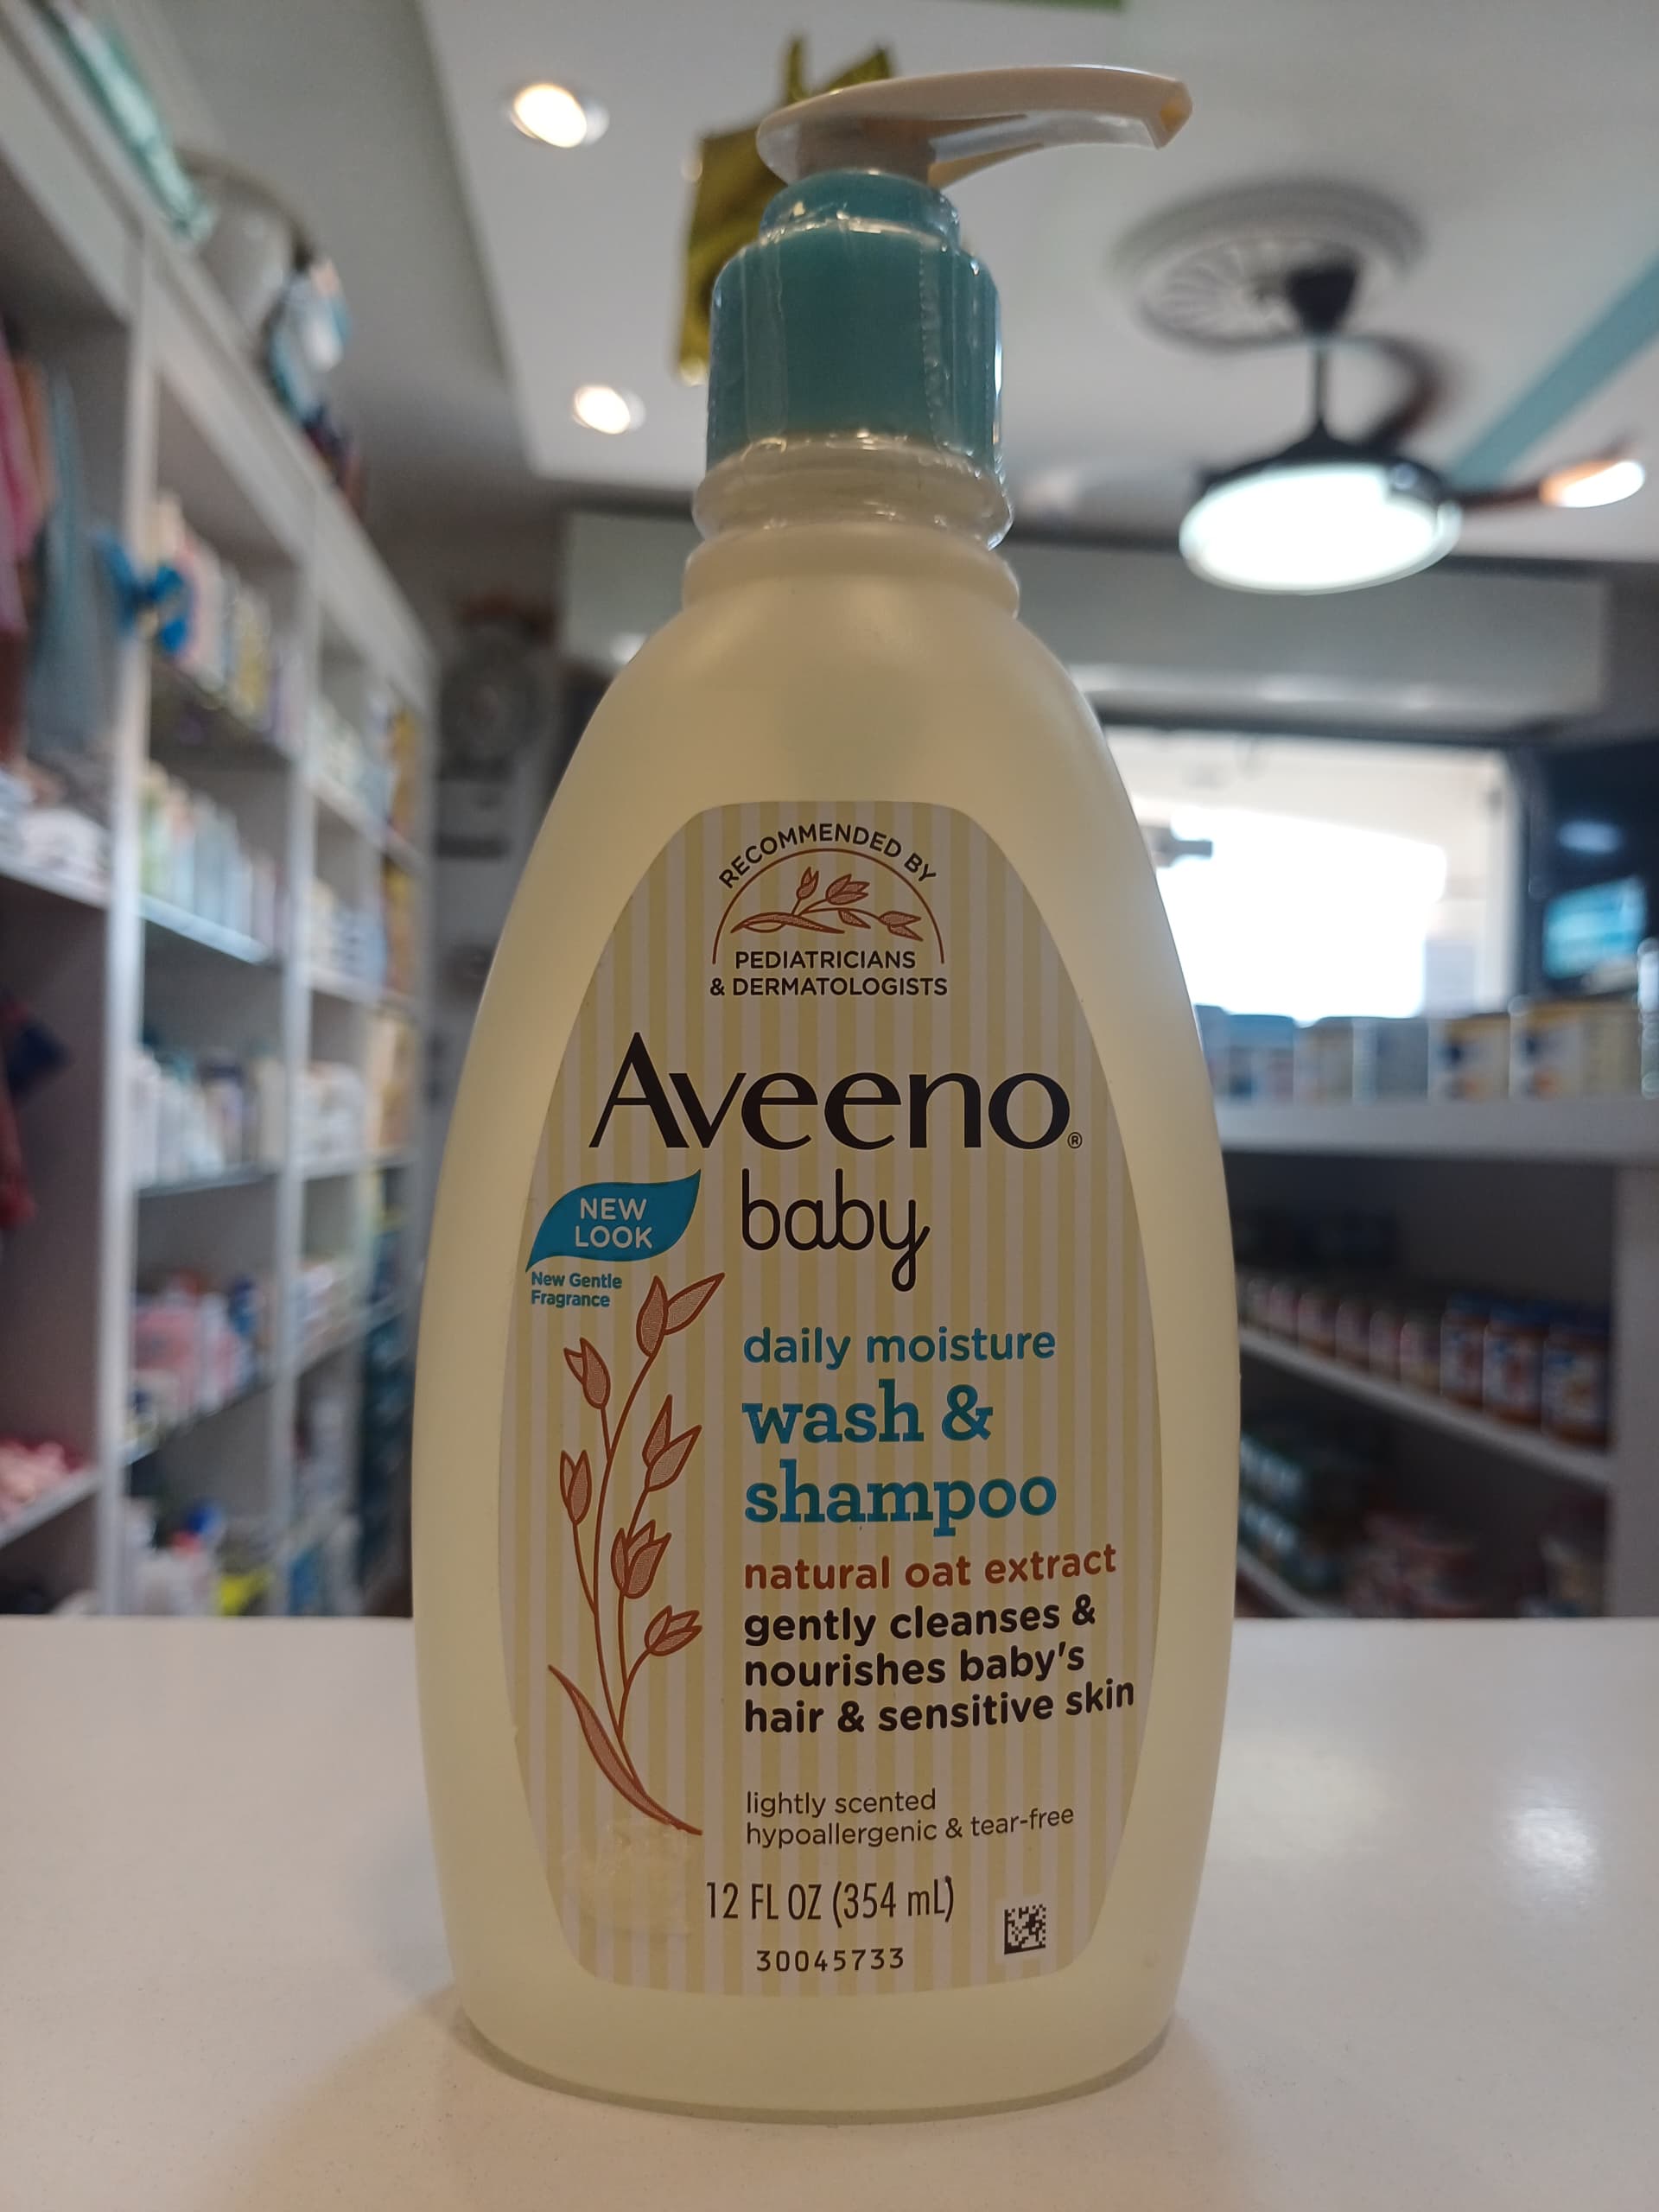 RECOMMENDED BY
PEDIATRICIANS
& DERMATOLOGISTS
Aveeno®
baby
NEW
LOOK
New Gentle
Fragrance
daily moisture
wash &
shampoo
natural oat extract
gently cleanses &
nourishes baby's
hair & sensitive skin
lightly scented
hypoallergenic & tear-free
12 FL OZ (354 mL)
30045733